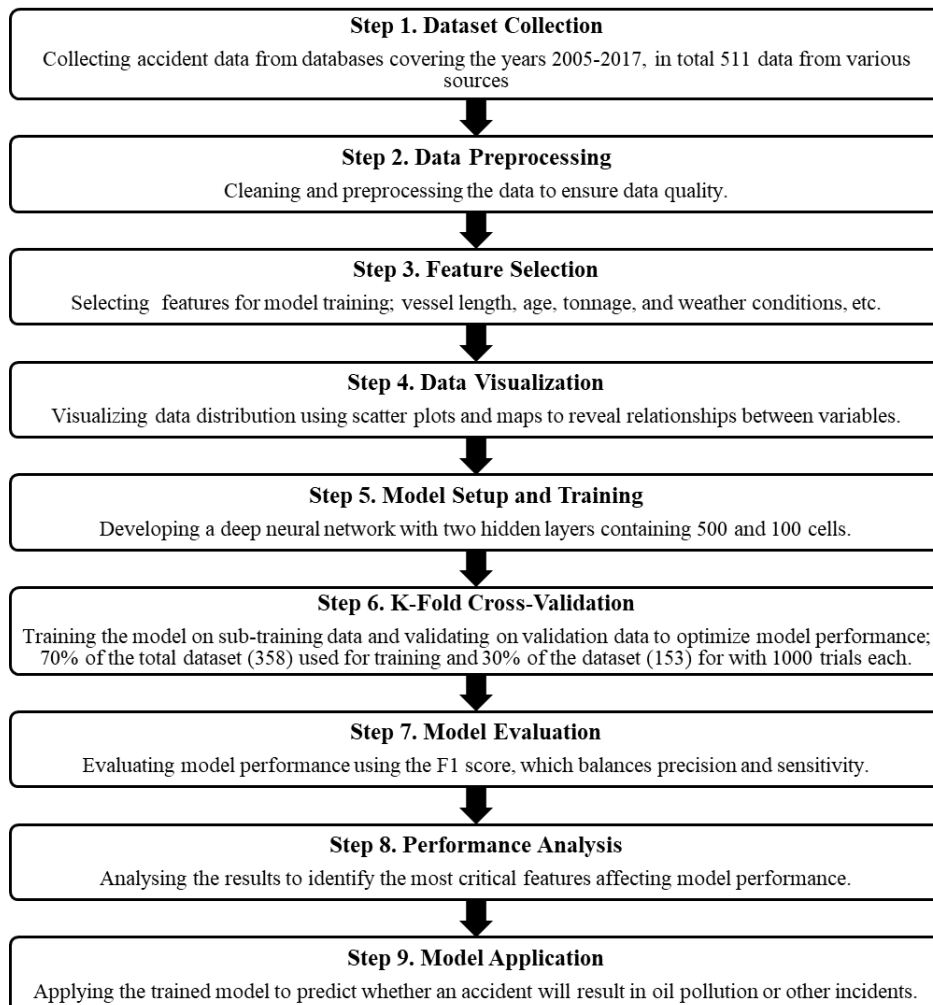 Step 1. Dataset Collection
Collecting accident data from databases covering the years 2005-2017, in total 511 data from various
sources
Step 2. Data Preprocessing
Cleaning and preprocessing the data to ensure data quality.
Step 3. Feature Selection
Selecting features for model training; vessel length, age, tonnage, and weather conditions, etc.
Step 4. Data Visualization
Visualizing data distribution using scatter plots and maps to reveal relationships between variables.
Step 5. Model Setup and Training
Developing a deep neural network with two hidden layers containing 500 and 100 cells.
Step 6. K-Fold Cross-Validation
Training the model on sub-training data and validating on validation data to optimize model performance;
70% of the total dataset (358) used for training and 30% of the dataset (153) for with 1000 trials each.
Step 7. Model Evaluation
Evaluating model performance using the F1 score, which balances precision and sensitivity.
Step 8. Performance Analysis
Analysing the results to identify the most critical features affecting model performance.
Step 9. Model Application
Applying the trained model to predict whether an accident will result in oil pollution or other incidents.